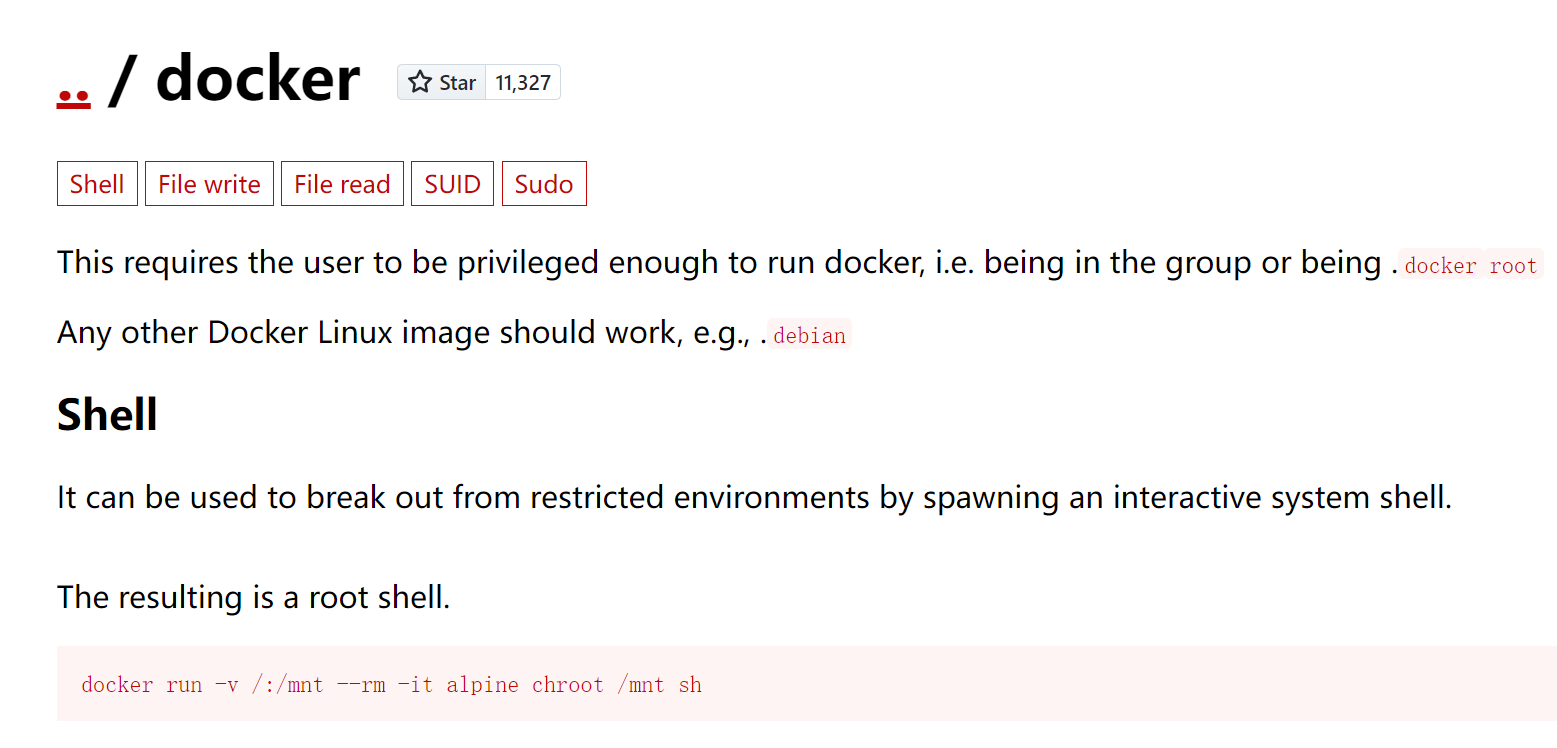 .. / docker Star 11,327
Shell File write File read SUID Sudo
This requires the user to be privileged enough to run docker, i.e. being in the group or being . docker root
Any other Docker Linux image should work, e.g., . debian
Shell
It can be used to break out from restricted environments by spawning an interactive system shell.
The resulting is a root shell.
docker run -v /:/mnt --rm -it alpine chroot /mnt sh